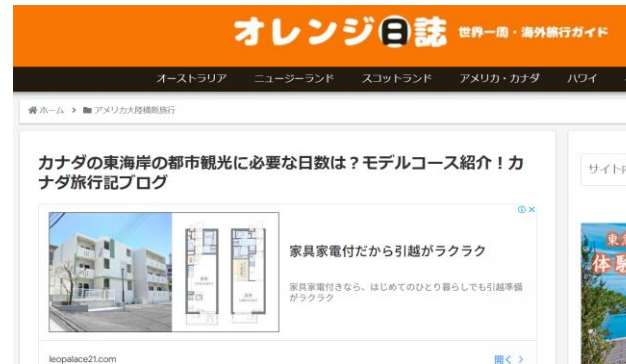 オレンジ日誌 世界一周・海外旅行ガイド
オーストラリア ニュージーランド スコットランド アメリカ・カナダ ハワイ
ホーム > アメリカ大陸横断旅行
カナダの東海岸の都市観光に必要な日数は？モデルコース紹介！カ
ナダ旅行記ブログ
サイト内
家具家電付だから引越がラクラク
家具家電付きなら、はじめてのひとり暮らしでも引越準備
がラクラク
体験
leopalace21.com
開く >